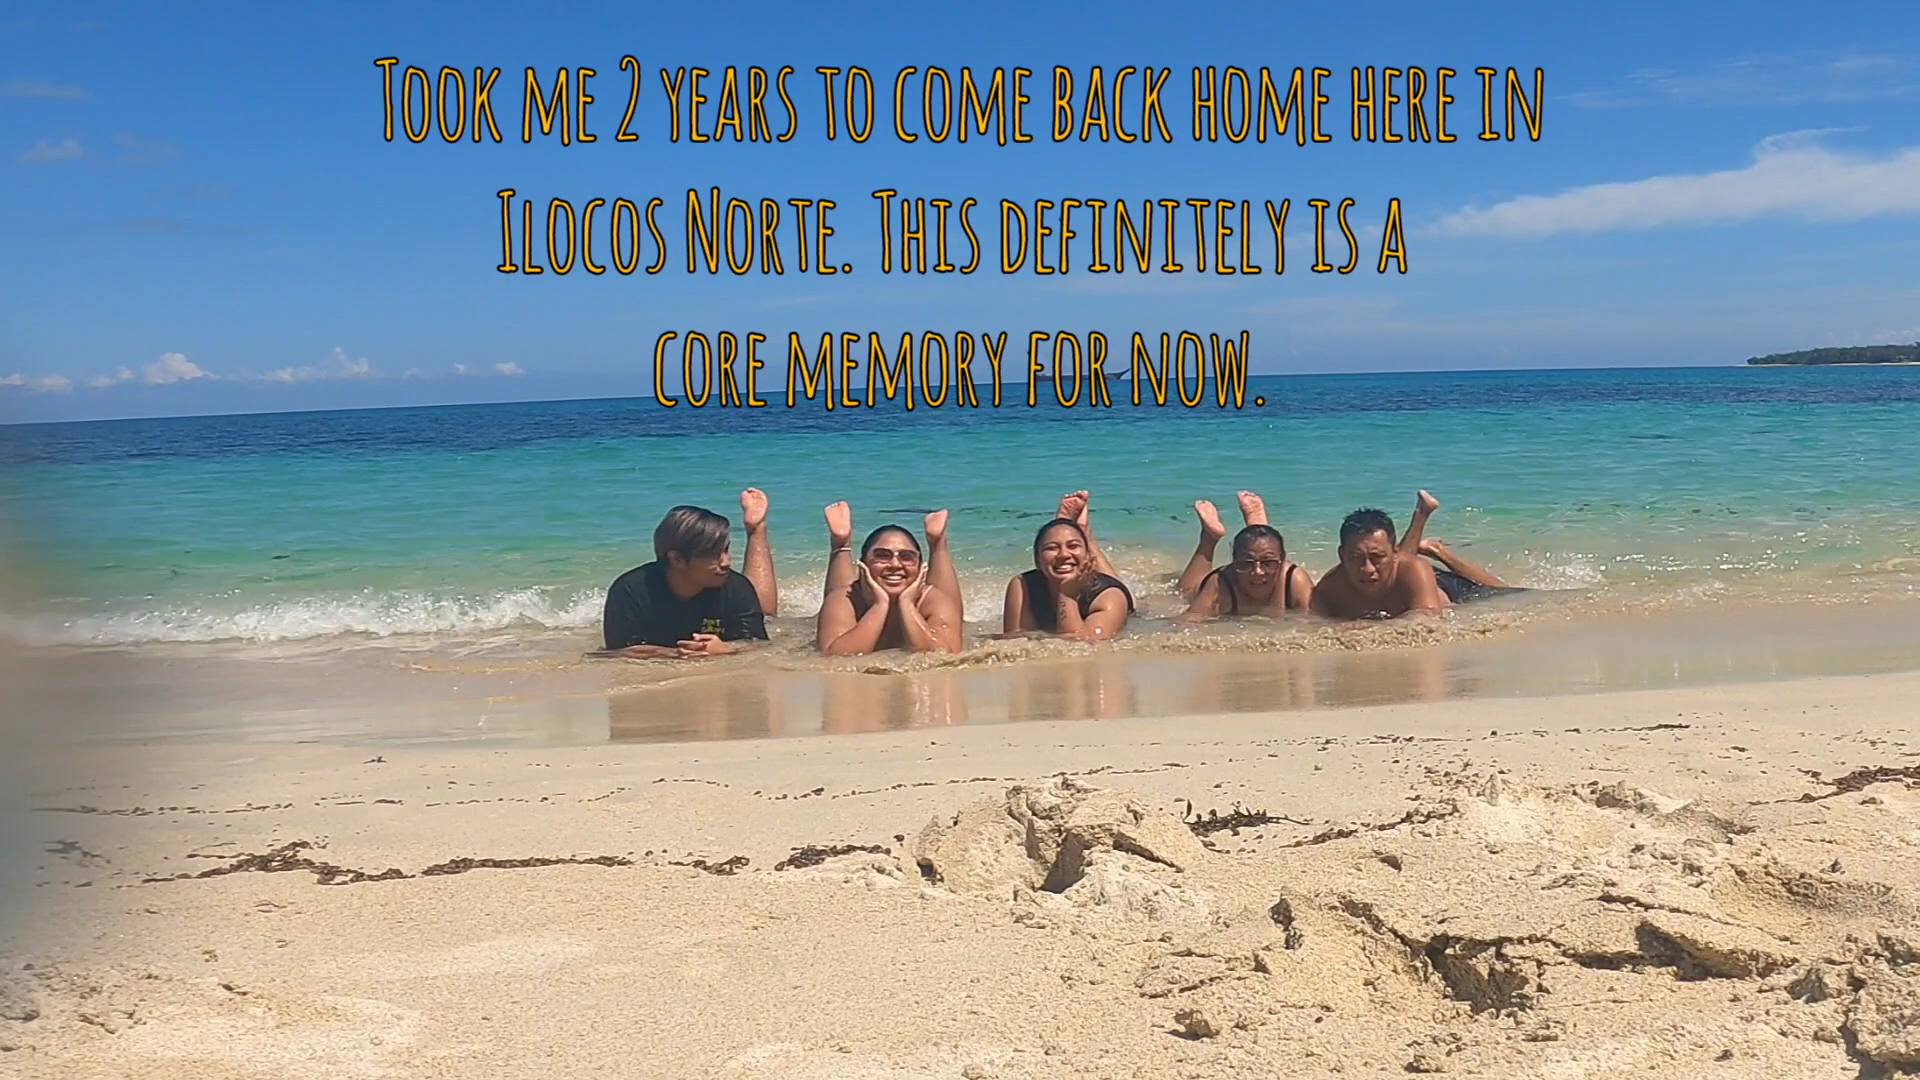 Took me 2 years to come back home here in
Ilocos Norte. This definitely is a
core memory for now.